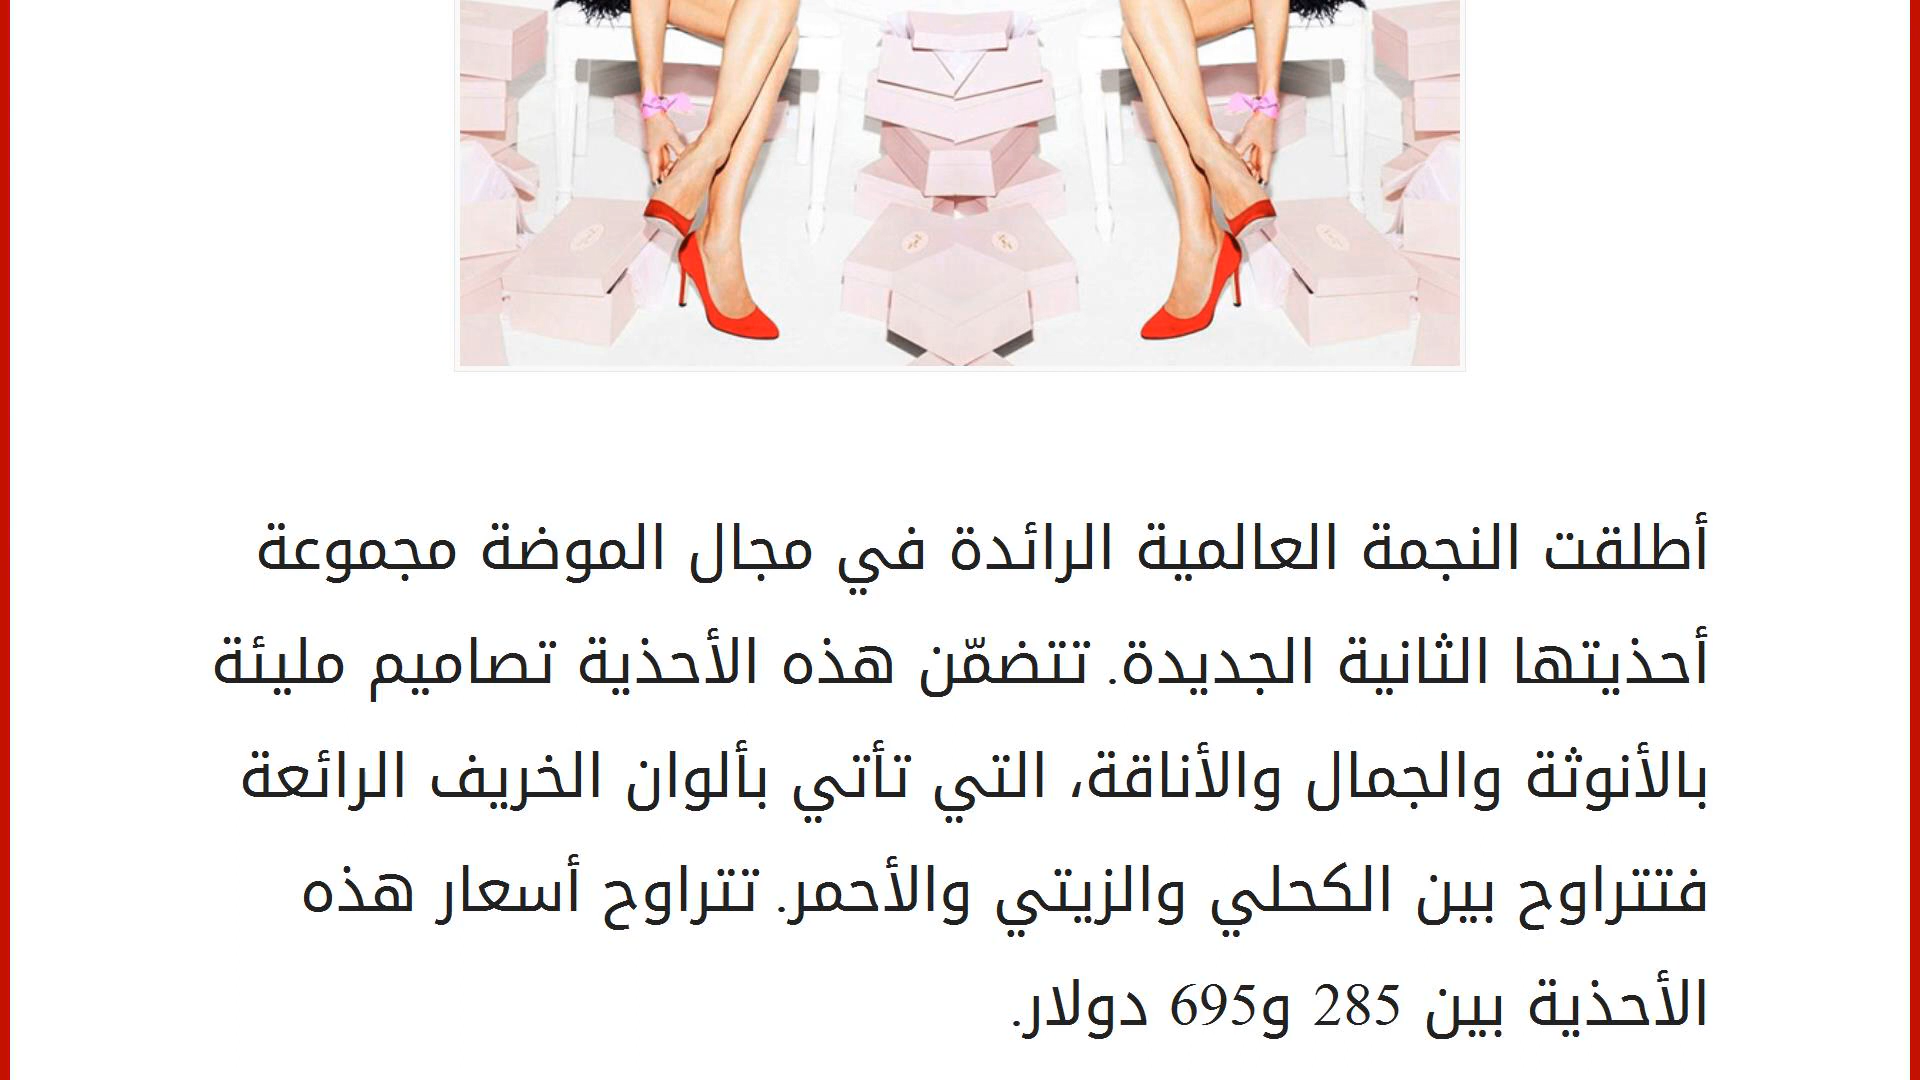 أطلقت النجمة العالمية الرائدة في مجال الموضة مجموعة
أحذيتها الثانية الجديدة. تتضمّن هذه الأحذية تصاميم مليئة
بالأنوثة والجمال والأناقة، التي تأتي بألوان الخريف الرائعة
فتتراوح بين الكحلي والزيتي والأحمر. تتراوح أسعار هذه
الأحذية بين 285 و695 دولار.